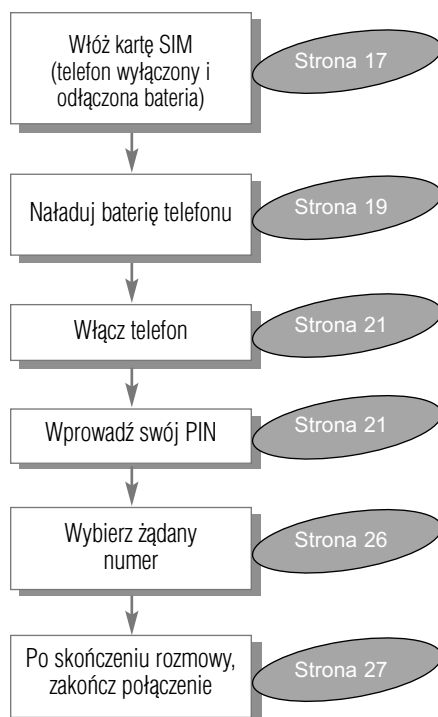 Włóż kartę SIM
(telefon wyłączony i
odłączona bateria)
Strona 17
Naładuj baterię telefonu
Strona 19
Włącz telefon
Strona 21
Wprowadź swój PIN
Strona 21
Wybierz żądany
numer
Strona 26
Po skończeniu rozmowy,
zakończ połączenie
Strona 27